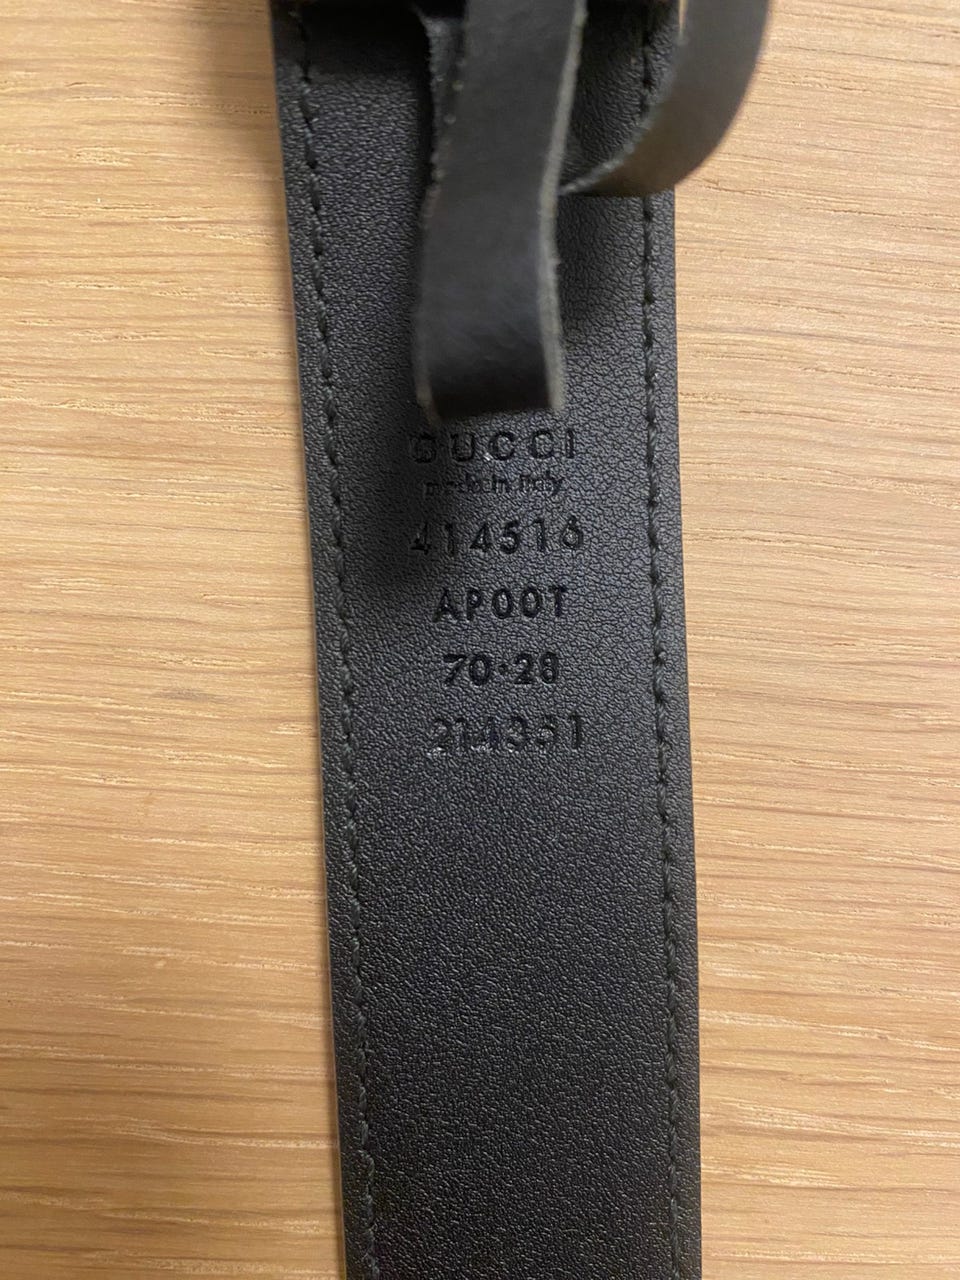 GUCCI
made in Italy
414516
AP00T
70·28
214351